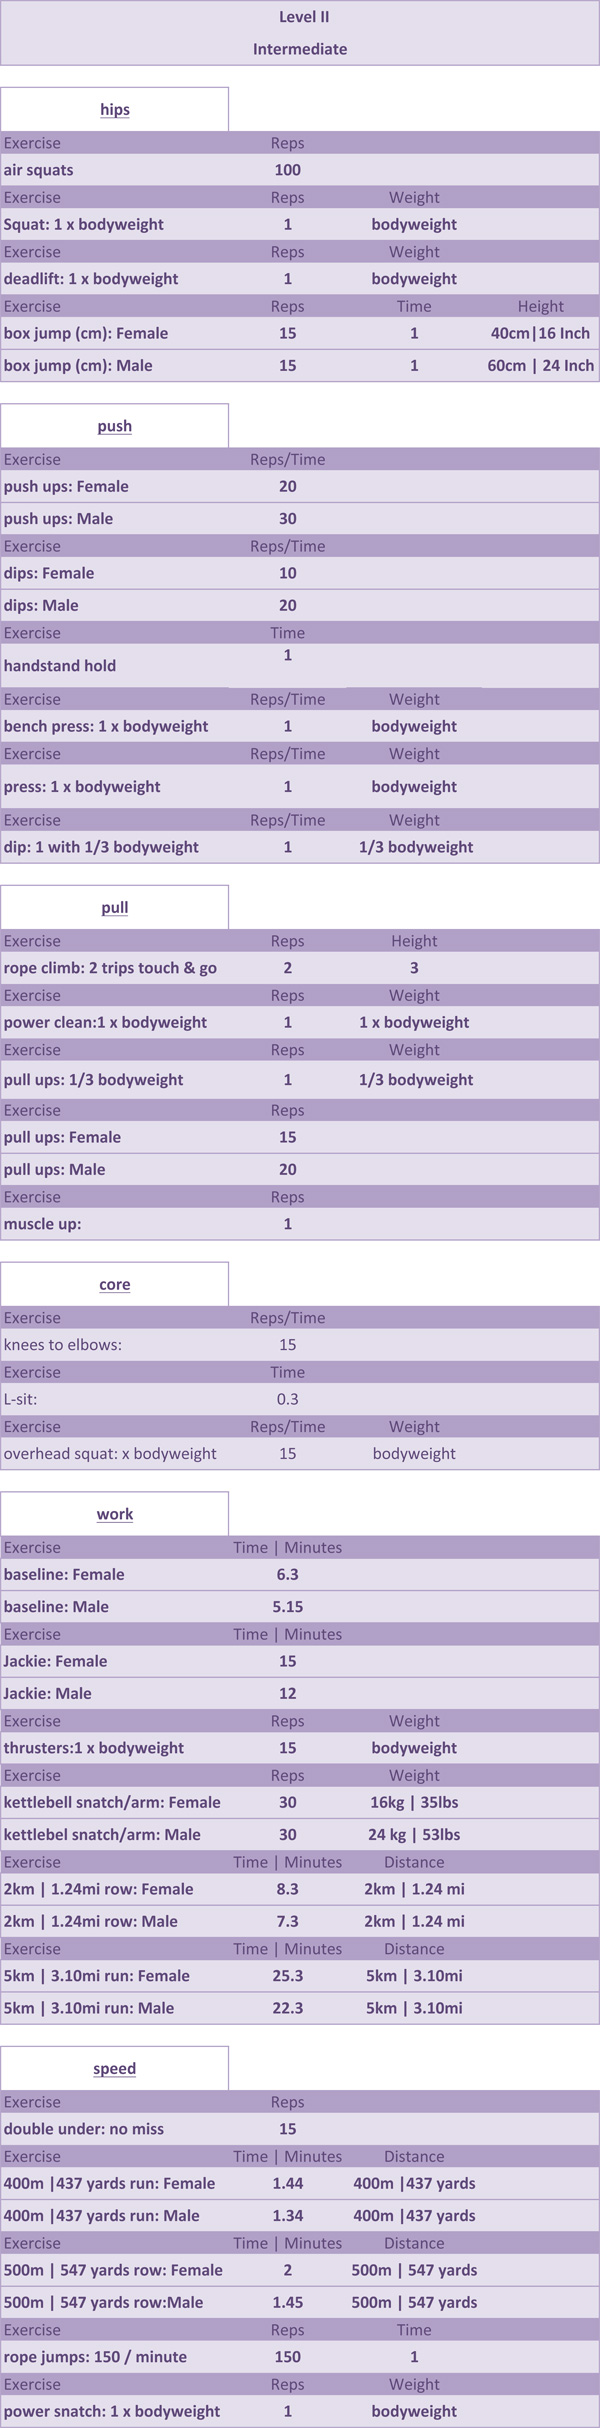 Level II
Intermediate
hips
Exercise Reps
air squats 100
Exercise Reps Weight
Squat: 1 x bodyweight 1 bodyweight
Exercise Reps Weight
deadlift: 1 x bodyweight 1 bodyweight
Exercise Reps Time Height
box jump (cm): Female 15 1 40cm|16 Inch
box jump (cm): Male 15 1 60cm | 24 Inch
push
Exercise Reps/Time
push ups: Female 20
push ups: Male 30
Exercise Reps/Time
dips: Female 10
dips: Male 20
Exercise Time
handstand hold 1
Exercise Reps/Time Weight
bench press: 1 x bodyweight 1 bodyweight
Exercise Reps/Time Weight
press: 1 x bodyweight 1 bodyweight
Exercise Reps/Time Weight
dip: 1 with 1/3 bodyweight 1 1/3 bodyweight
pull
Exercise Reps Height
rope climb: 2 trips touch & go 2 3
Exercise Reps Weight
power clean:1 x bodyweight 1 1 x bodyweight
Exercise Reps Weight
pull ups: 1/3 bodyweight 1 1/3 bodyweight
Exercise Reps
pull ups: Female 15
pull ups: Male 20
Exercise Reps
muscle up: 1
core
Exercise Reps/Time
knees to elbows: 15
Exercise Time
L-sit: 0.3
Exercise Reps/Time Weight
overhead squat: x bodyweight 15 bodyweight
work
Exercise Time | Minutes
baseline: Female 6.3
baseline: Male 5.15
Exercise Time | Minutes
Jackie: Female 15
Jackie: Male 12
Exercise Reps Weight
thrusters:1 x bodyweight 15 bodyweight
Exercise Reps Weight
kettlebell snatch/arm: Female 30 16kg | 35lbs
kettlebel snatch/arm: Male 30 24 kg | 53lbs
Exercise Time | Minutes Distance
2km | 1.24mi row: Female 8.3 2km | 1.24 mi
2km | 1.24mi row: Male 7.3 2km | 1.24 mi
Exercise Time | Minutes Distance
5km | 3.10mi run: Female 25.3 5km | 3.10mi
5km | 3.10mi run: Male 22.3 5km | 3.10mi
speed
Exercise Reps
double under: no miss 15
Exercise Time | Minutes Distance
400m |437 yards run: Female 1.44 400m |437 yards
400m |437 yards run: Male 1.34 400m |437 yards
Exercise Time | Minutes Distance
500m | 547 yards row: Female 2 500m | 547 yards
500m | 547 yards row:Male 1.45 500m | 547 yards
Exercise Reps Time
rope jumps: 150 / minute 150 1
Exercise Reps Weight
power snatch: 1 x bodyweight 1 bodyweight